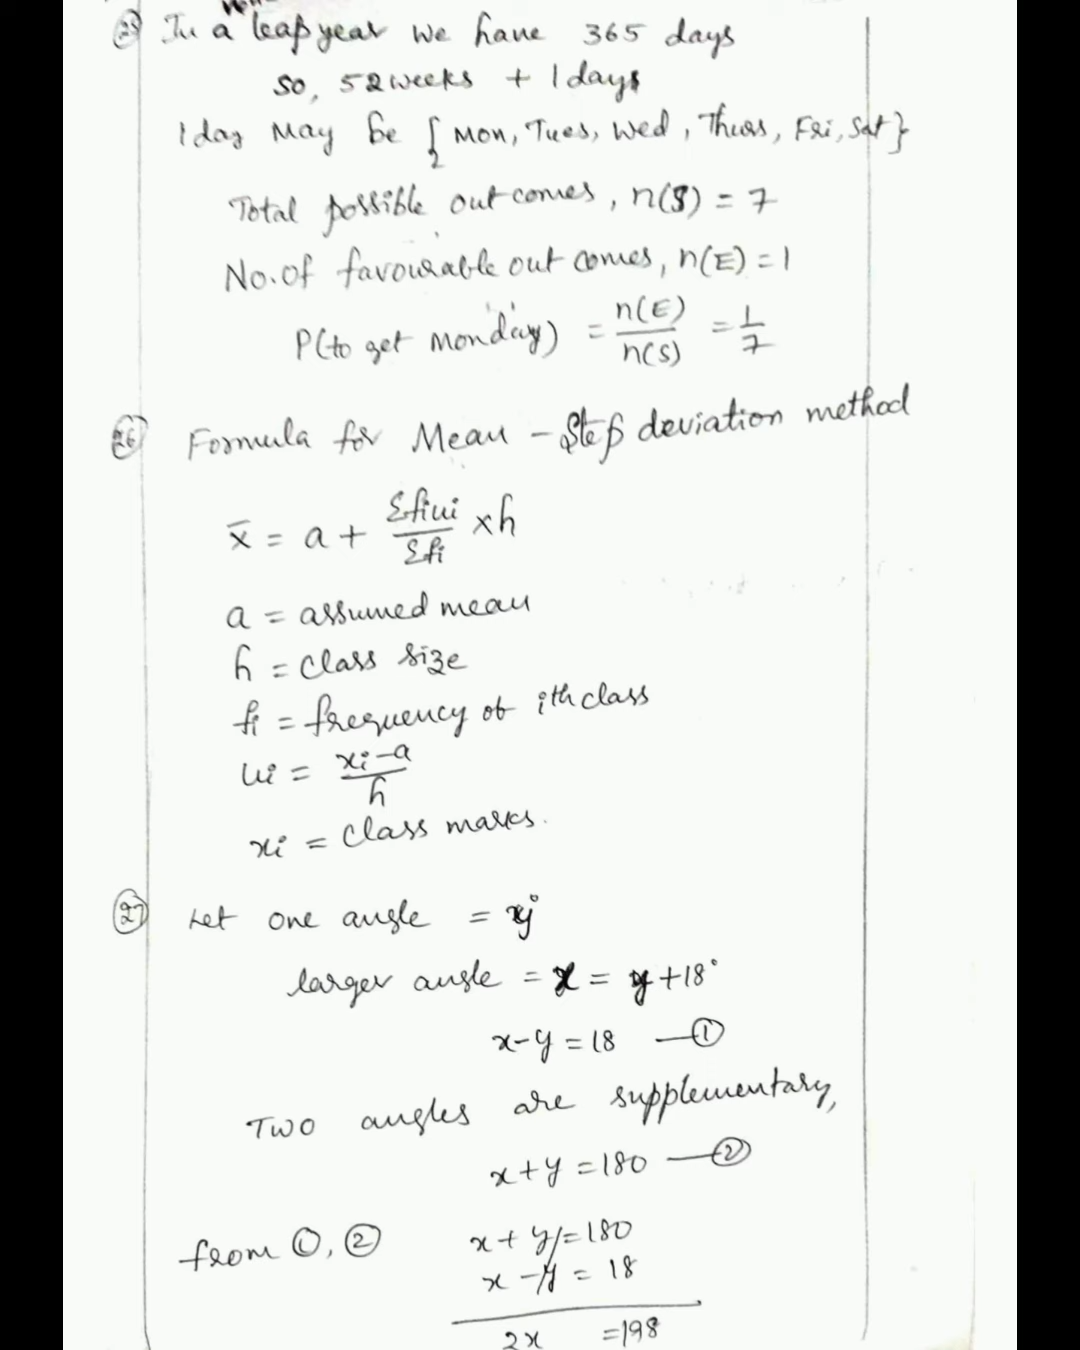 25 In a non leap year we have 365 days
so, 52 weeks + 1 days
1 day May be { Mon, Tues, Wed, Thurs, Fri, Sat }
Total possible out comes, n(S) = 7
No. of favourable out comes, n(E) = 1
P(to get monday) = n(E)/n(S) = 1/7
26 Formula for Mean - Step deviation method
x̄ = a + Σfiui/Σfi × h
a = assumed mean
h = class size
fi = frequency of ith class
ui = xi-a/h
xi = class marks.
27 Let one angle = y°
larger angle = x = y + 18°
x - y = 18 — ①
Two angles are supplementary,
x + y = 180 — ②
from ①, ② x + y = 180
x - y = 18
2x = 198